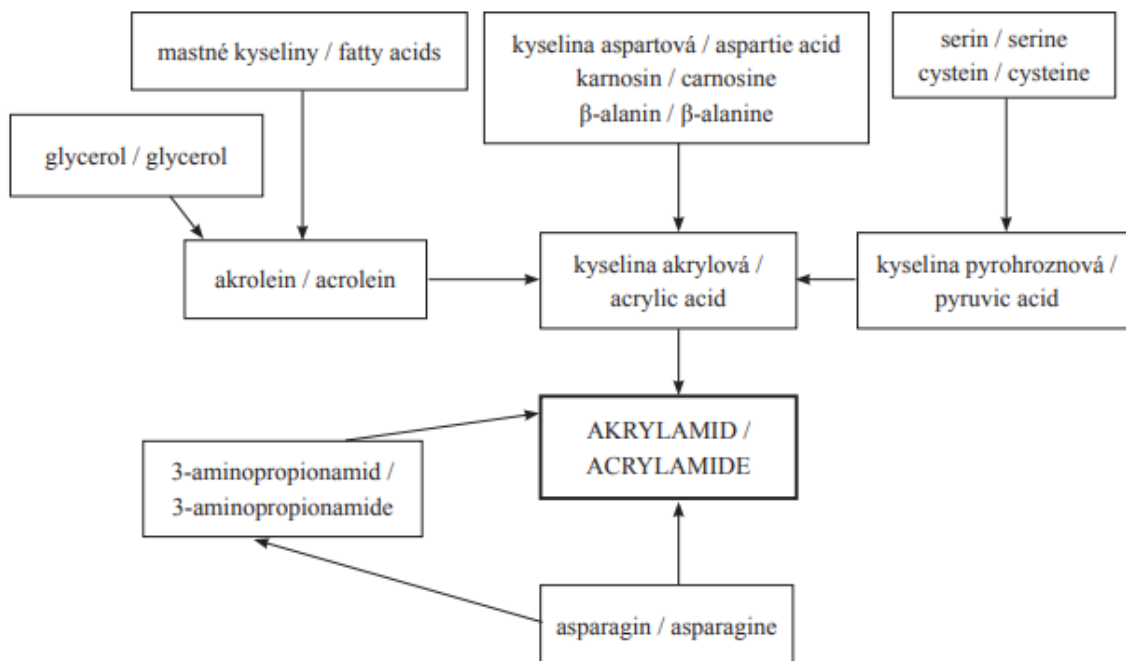 mastné kyseliny / fatty acids
kyselina aspartová / aspartie acid
karnosin / carnosine
β-alanin / β-alanine
serin / serine
cystein / cysteine
glycerol / glycerol
akrolein / acrolein
kyselina akrylová /
acrylic acid
kyselina pyrohroznová /
pyruvic acid
AKRYLAMID /
ACRYLAMIDE
3-aminopropionamid /
3-aminopropionamide
asparagin / asparagine